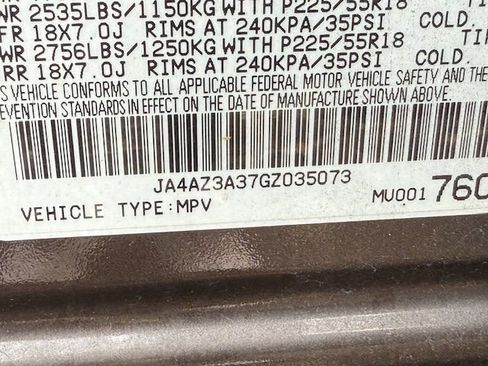 WR 2535LBS/1150KG WITH P225/55R18
FR 18X7.0J RIMS AT 240KPA/35PSI COLD.
WR 2756LBS/1250KG WITH P225/55R18 TI
RR 18X7.0J RIMS AT 240KPA/35PSI COLD.
S VEHICLE CONFORMS TO ALL APPLICABLE FEDERAL MOTOR VEHICLE SAFETY AND THE
EVENTION STANDARDS IN EFFECT ON THE DATE OF MANUFACTURE SHOWN ABOVE.
JA4AZ3A37GZ035073
VEHICLE TYPE:MPV MU001 760